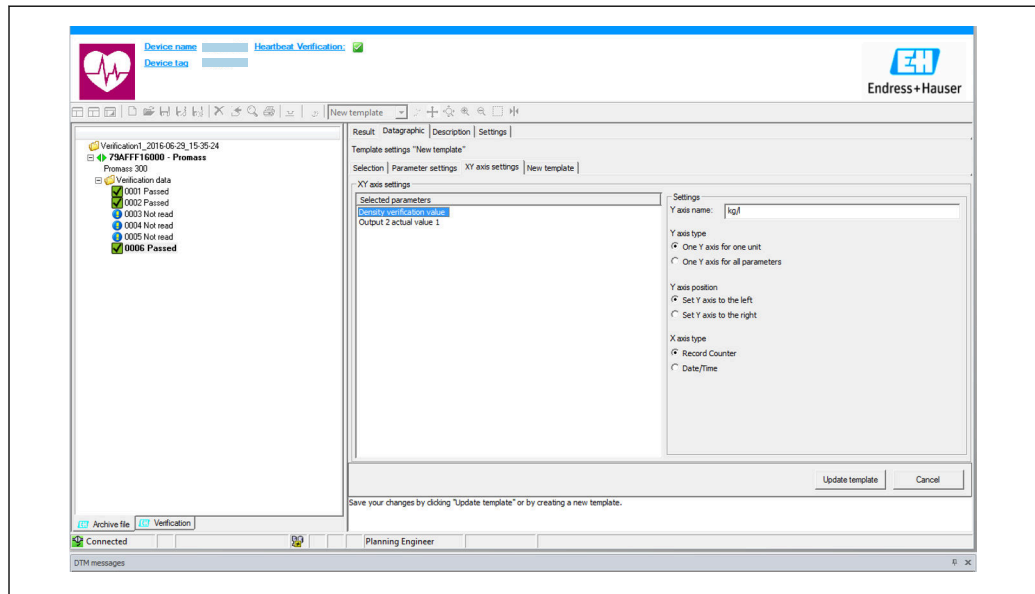 Device name
Heartbeat Verification:
Device tag
EH
Endress+Hauser
New template
Result Datagraphic Description Settings
Template settings "New template"
Selection Parameter settings XY axis settings New template
Verification1_2016-06-29_15-35-24
79AFFF16000 - Promass
Promass 300
Verification data
0001 Passed
0002 Passed
0003 Not read
0004 Not read
0005 Not read
0006 Passed
XY axis settings
Selected parameters
Density verification value
Output 2 actual value 1
Settings
Y axis name: kg/l
Y axis type
One Y axis for one unit
One Y axis for all parameters
Y axis position
Set Y axis to the left
Set Y axis to the right
X axis type
Record Counter
Date/Time
Update template Cancel
Save your changes by clicking "Update template" or by creating a new template.
Archive file Verification
Connected Planning Engineer
DTM messages